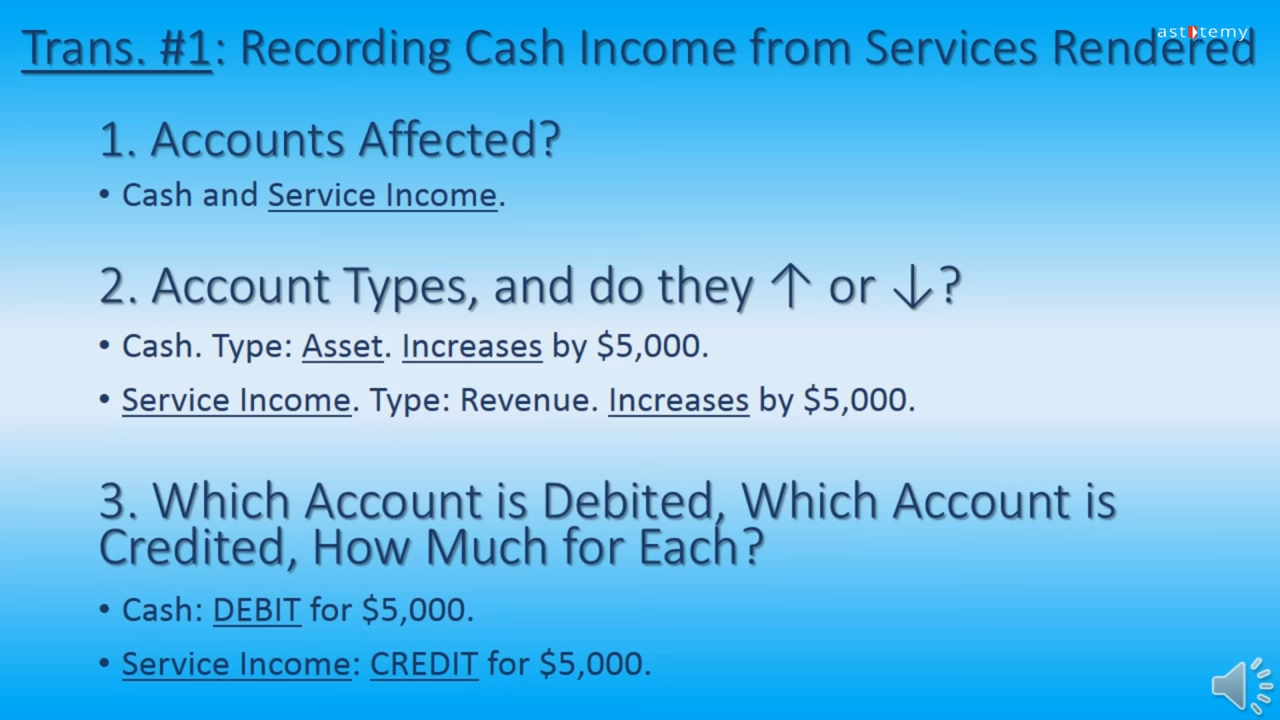 Trans. #1: Recording Cash Income from Services Rendered
astutemy
1. Accounts Affected?
• Cash and Service Income.
2. Account Types, and do they ↑ or ↓?
• Cash. Type: Asset. Increases by $5,000.
• Service Income. Type: Revenue. Increases by $5,000.
3. Which Account is Debited, Which Account is
Credited, How Much for Each?
• Cash: DEBIT for $5,000.
• Service Income: CREDIT for $5,000.